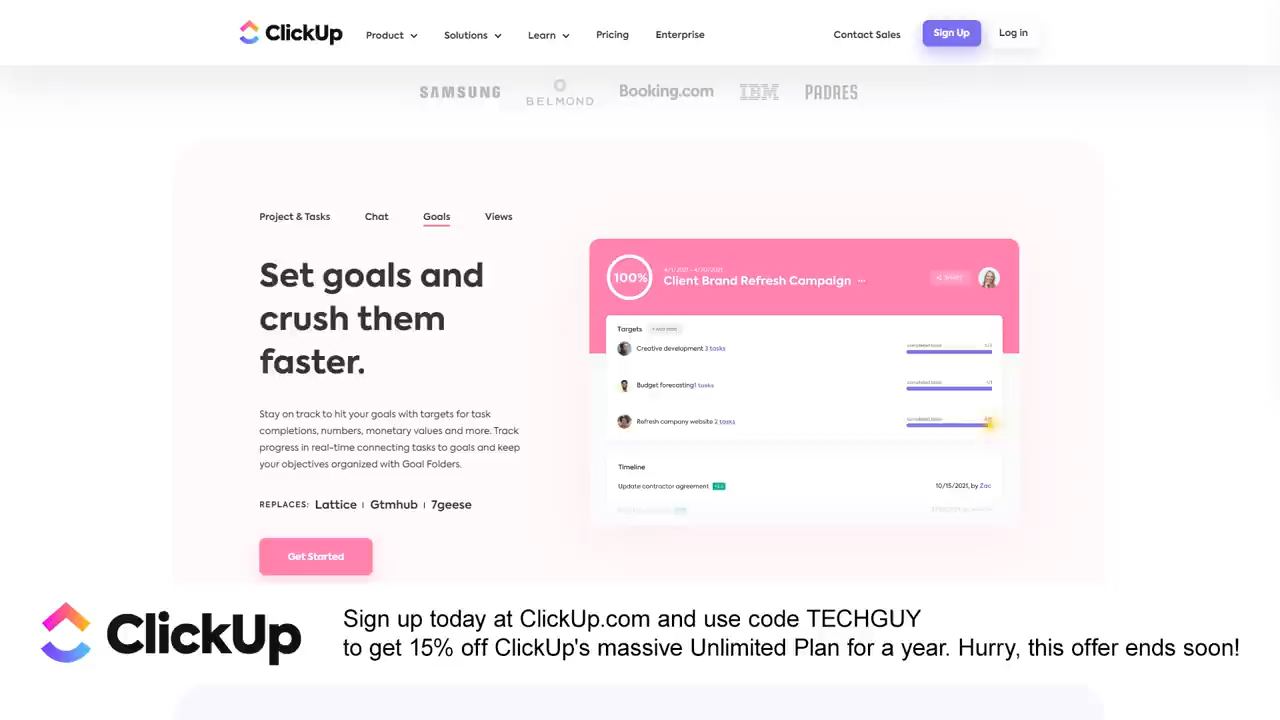 ClickUp Product Solutions Learn Pricing Enterprise Contact Sales Sign Up Log in
SAMSUNG BELMOND Booking.com IBM PADRES
Project & Tasks Chat Goals Views
Set goals and
crush them
faster.
Stay on track to hit your goals with targets for task
completions, numbers, monetary values and more. Track
progress in real-time connecting tasks to goals and keep
your objectives organized with Goal Folders.
REPLACES: Lattice | Gtmhub | 7geese
Get Started
100%
Client Brand Refresh Campaign ...
SHARE
Targets
Creative development 3 tasks
Budget forecasting1 tasks
Refresh company website 2 tasks
Timeline
Update contractor agreement 10/15/2021, by Zac
ClickUp
Sign up today at ClickUp.com and use code TECHGUY
to get 15% off ClickUp's massive Unlimited Plan for a year. Hurry, this offer ends soon!